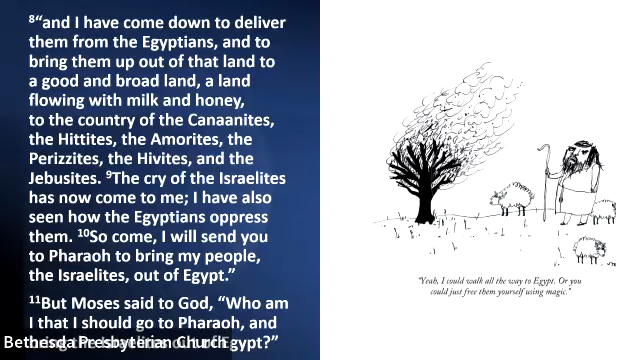 ⁸“and I have come down to deliver
them from the Egyptians, and to
bring them up out of that land to
a good and broad land, a land
flowing with milk and honey,
to the country of the Canaanites,
the Hittites, the Amorites, the
Perizzites, the Hivites, and the
Jebusites. ⁹The cry of the Israelites
has now come to me; I have also
seen how the Egyptians oppress
them. ¹⁰So come, I will send you
to Pharaoh to bring my people,
the Israelites, out of Egypt.”
¹¹But Moses said to God, “Who am
I that I should go to Pharaoh, and
Egypt?”
Bethesda Presbyterian Church
“Yeah, I could walk all the way to Egypt. Or you
could just free them yourself using magic.”